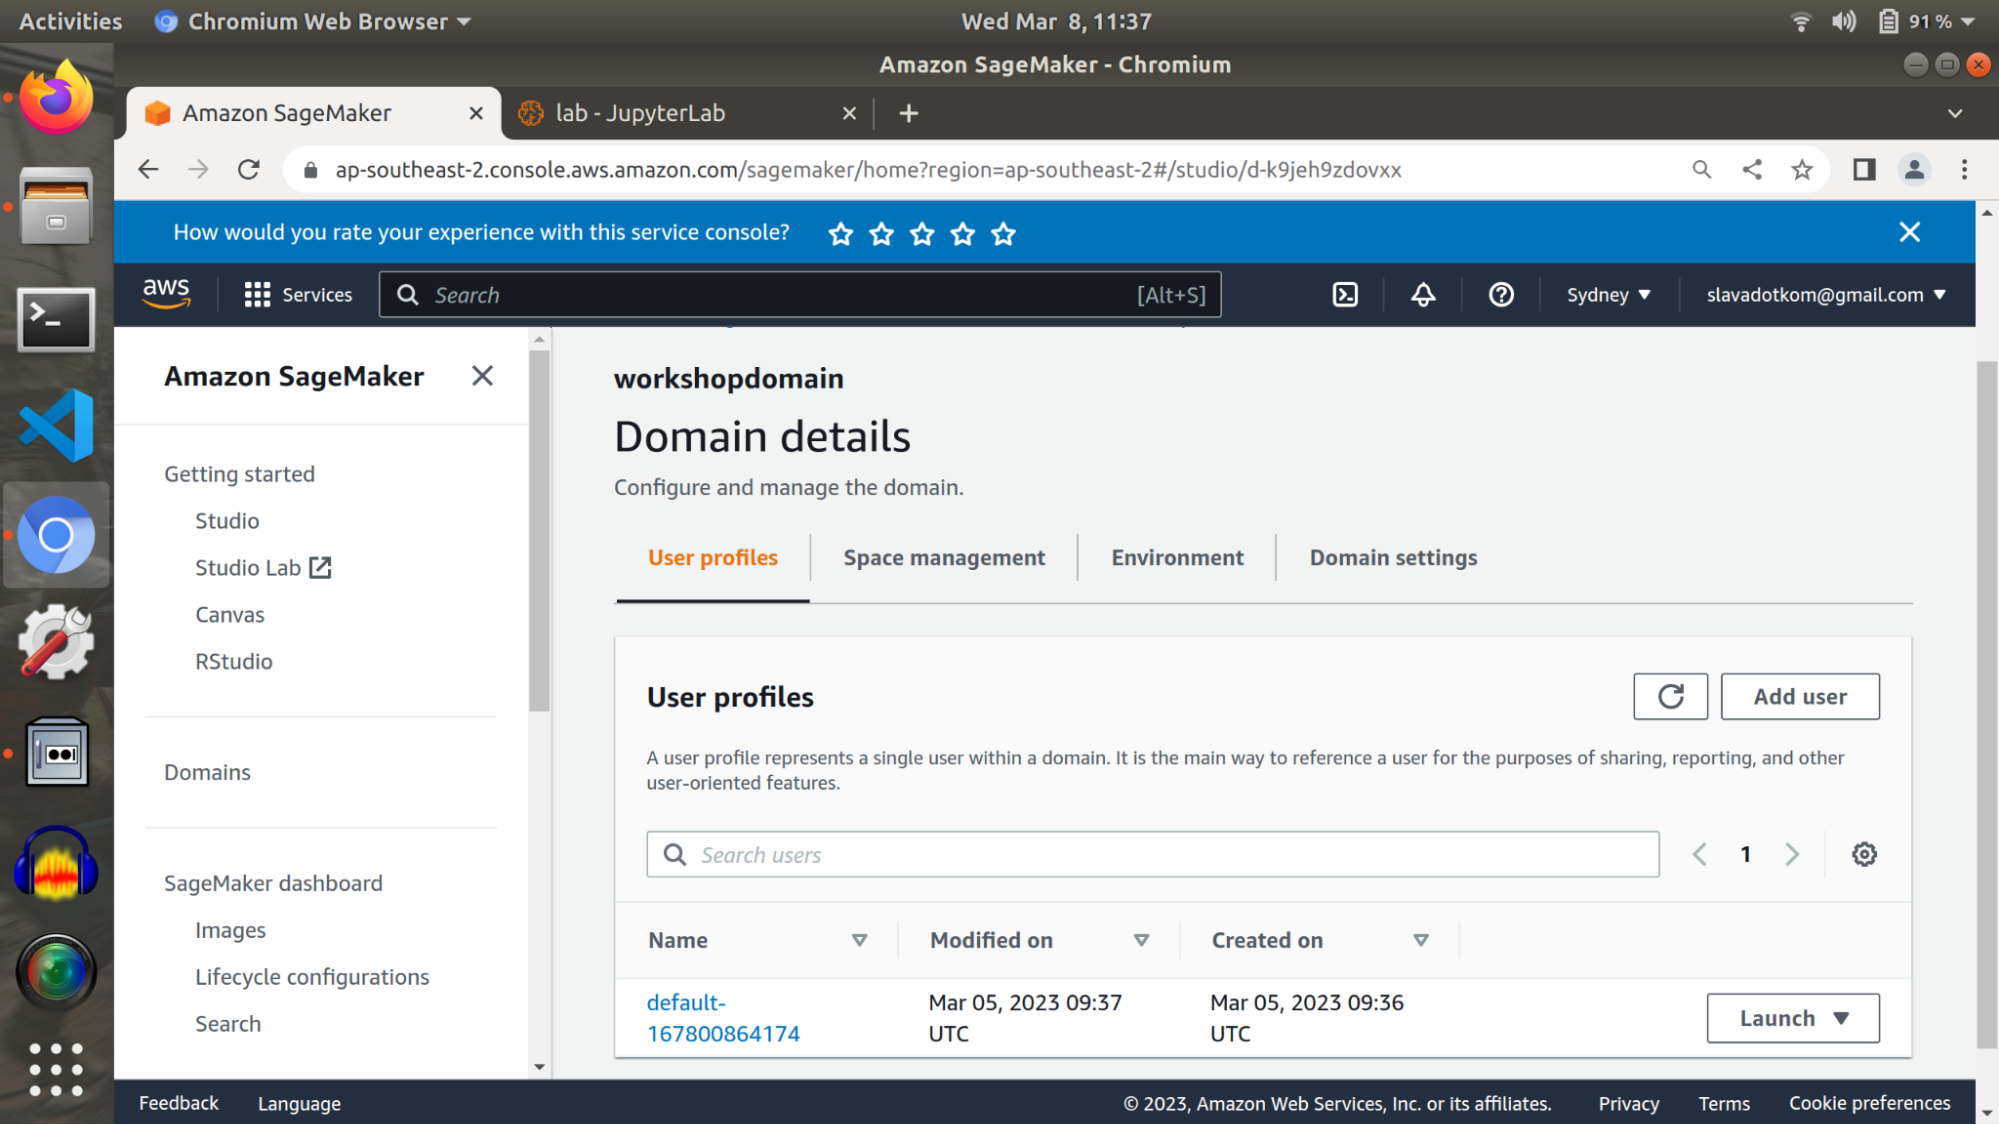 Activities
Chromium Web Browser
Wed Mar 8, 11:37
91 %
Amazon SageMaker - Chromium
Amazon SageMaker
lab - JupyterLab
ap-southeast-2.console.aws.amazon.com/sagemaker/home?region=ap-southeast-2#/studio/d-k9jeh9zdovxx
How would you rate your experience with this service console?
aws
Services
Search
[Alt+S]
Sydney
slavadotkom@gmail.com
Amazon SageMaker
Getting started
Studio
Studio Lab
Canvas
RStudio
Domains
SageMaker dashboard
Images
Lifecycle configurations
Search
workshopdomain
Domain details
Configure and manage the domain.
User profiles
Space management
Environment
Domain settings
User profiles
Add user
A user profile represents a single user within a domain. It is the main way to reference a user for the purposes of sharing, reporting, and other
user-oriented features.
Search users
1
Name
Modified on
Created on
default-
167800864174
Mar 05, 2023 09:37
UTC
Mar 05, 2023 09:36
UTC
Launch
Feedback
Language
© 2023, Amazon Web Services, Inc. or its affiliates.
Privacy
Terms
Cookie preferences